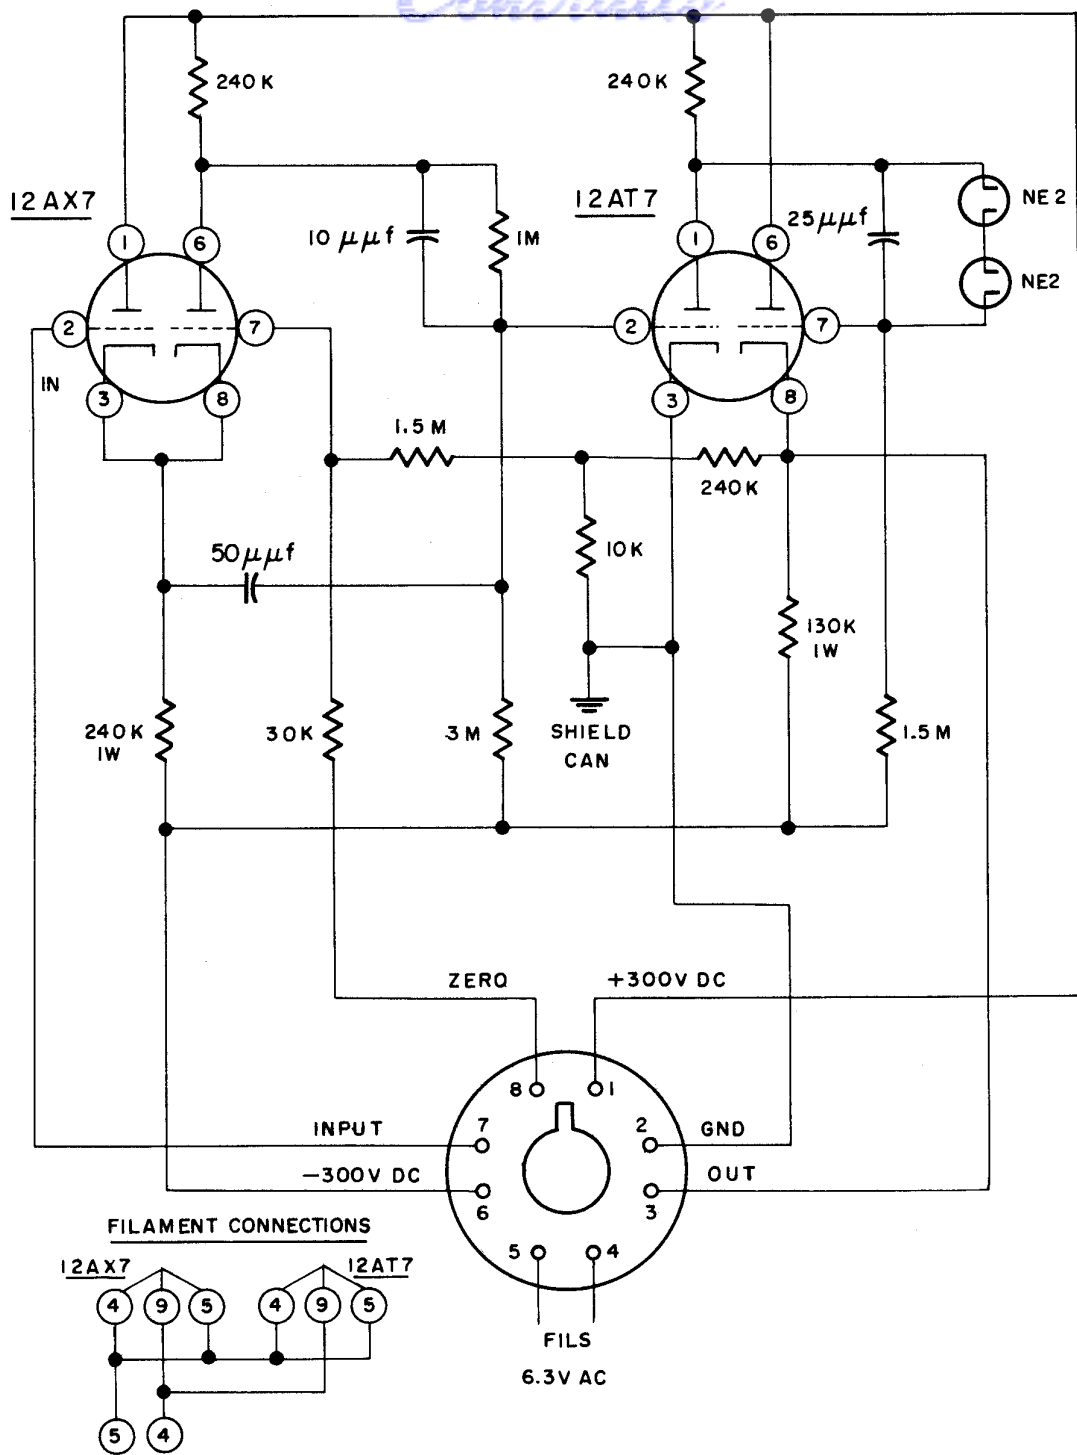 240K
240K
12AX7
12AT7
NE 2
10 μμf
1M
25μμf
1
6
1
6
NE2
2
7
2
7
IN
3
8
3
8
1.5 M
240K
50μμf
10K
130K
1W
240K
1W
30K
3M
SHIELD
CAN
1.5 M
ZERO
+300V DC
8
1
INPUT
7
2
GND
−300V DC
6
3
OUT
5
4
FILAMENT CONNECTIONS
12AX7
12AT7
4 9 5 4 9 5
FILS
6.3V AC
5 4